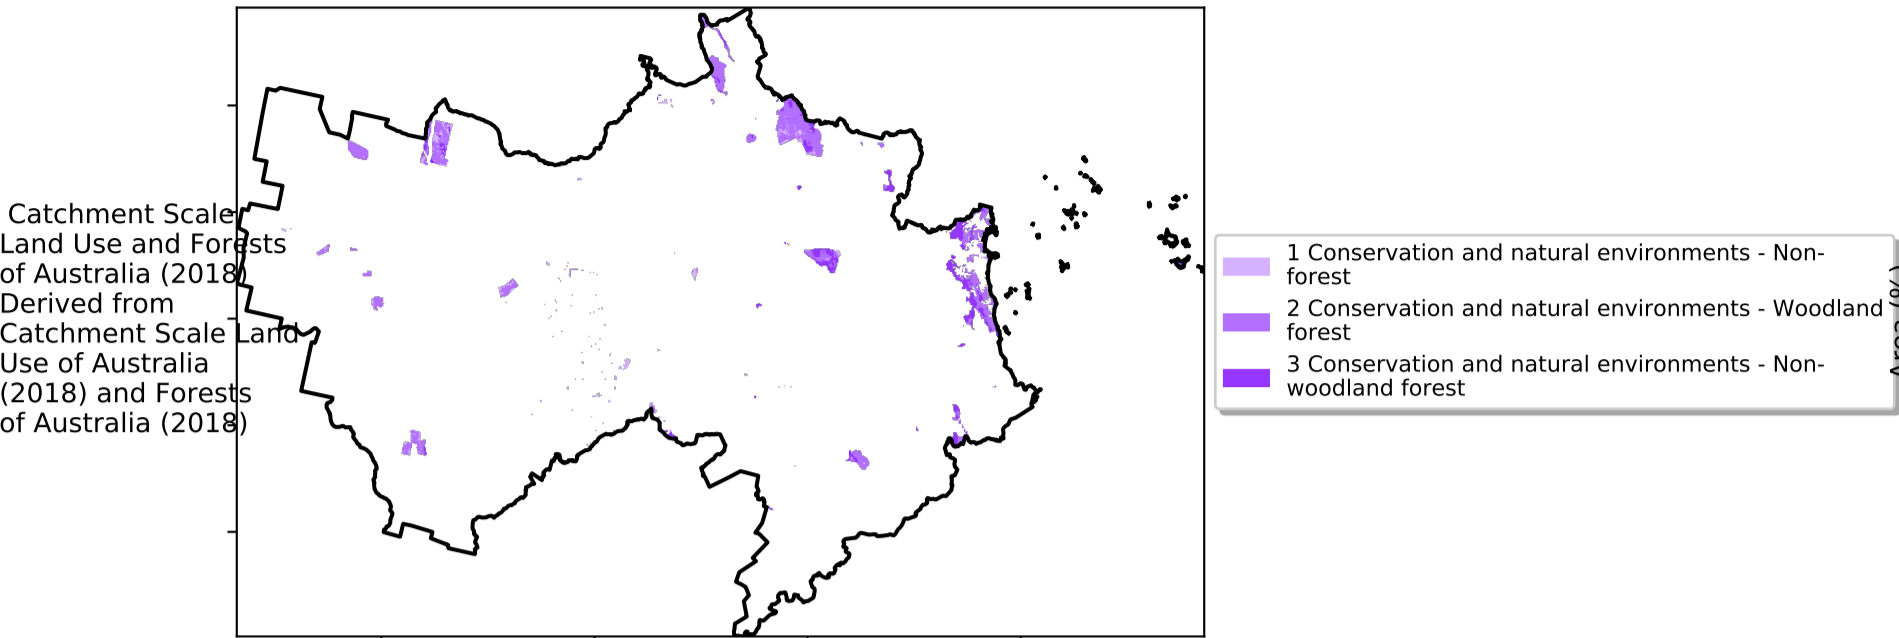 Catchment Scale
Land Use and Forests
of Australia (2018)
Derived from
Catchment Scale Land
Use of Australia
(2018) and Forests
of Australia (2018)
1 Conservation and natural environments - Non-
forest
2 Conservation and natural environments - Woodland
forest
3 Conservation and natural environments - Non-
woodland forest